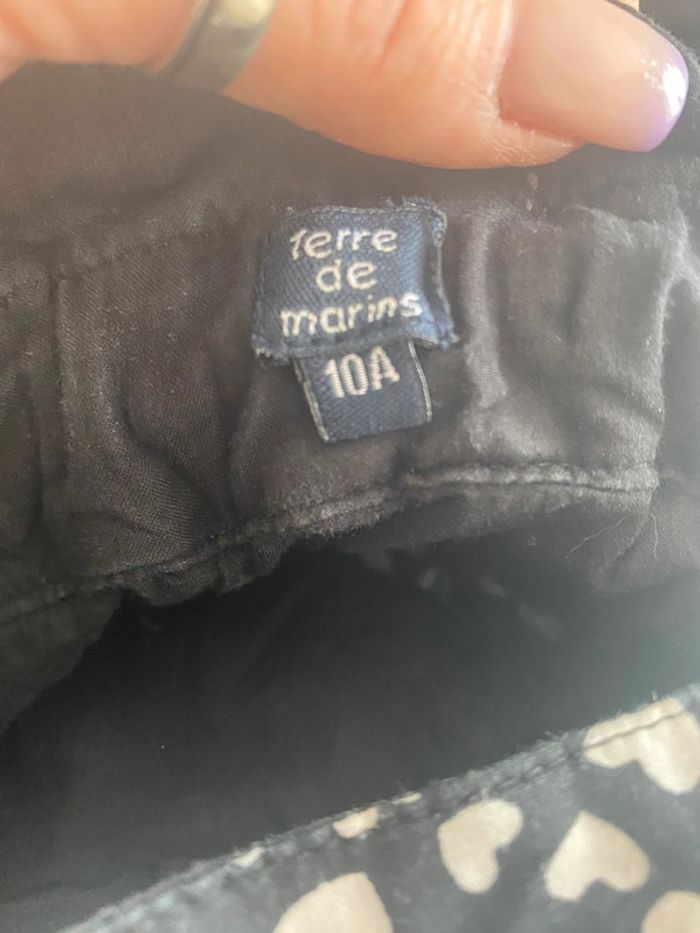 terre
de
marins
10A